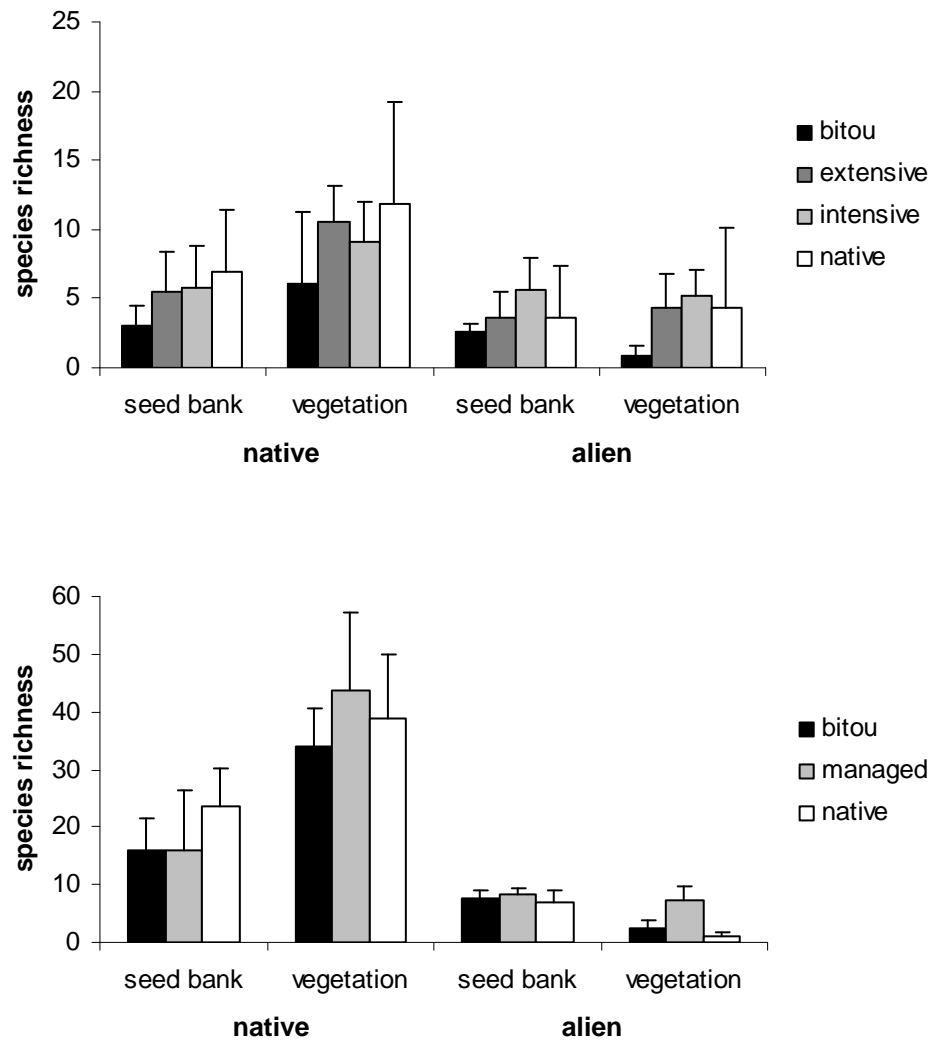 25
20
15
10
5
0
species richness
seed bank vegetation seed bank vegetation
native alien
bitou
extensive
intensive
native
60
50
40
30
20
10
0
species richness
seed bank vegetation seed bank vegetation
native alien
bitou
managed
native